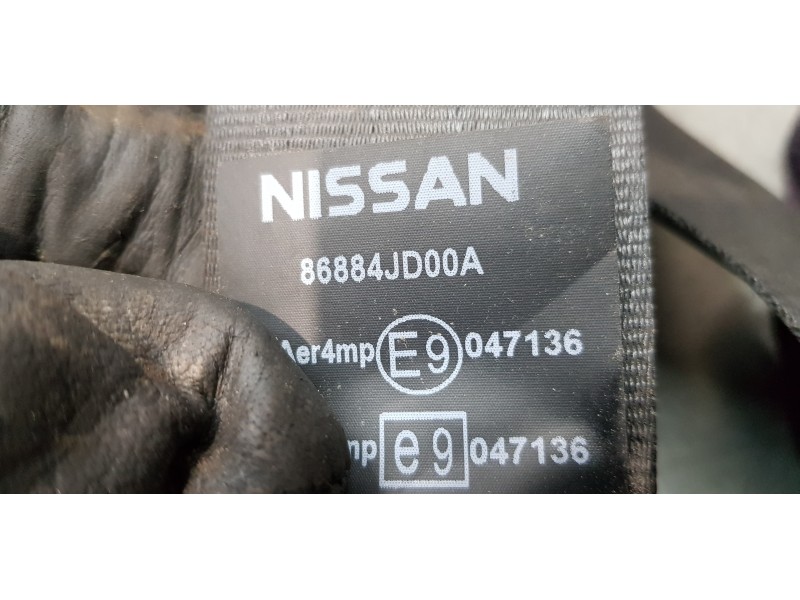 NISSAN
86884JD00A
Aer4mp E9 047136
mp e9 047136